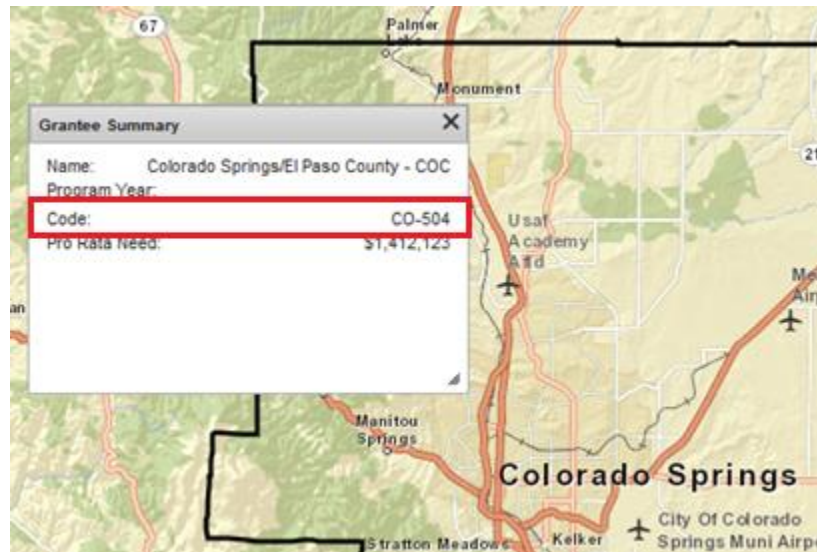 67
Palmer
Lake
Monument
Grantee Summary
Name: Colorado Springs/El Paso County - COC
Program Year:
Code: CO-504
Pro Rata Need: $1,412,123
21
Usaf
Academy
Afld
Manitou
Springs
Colorado Springs
City Of Colorado
Stratton Meadows
Kelker
Springs Muni Airp